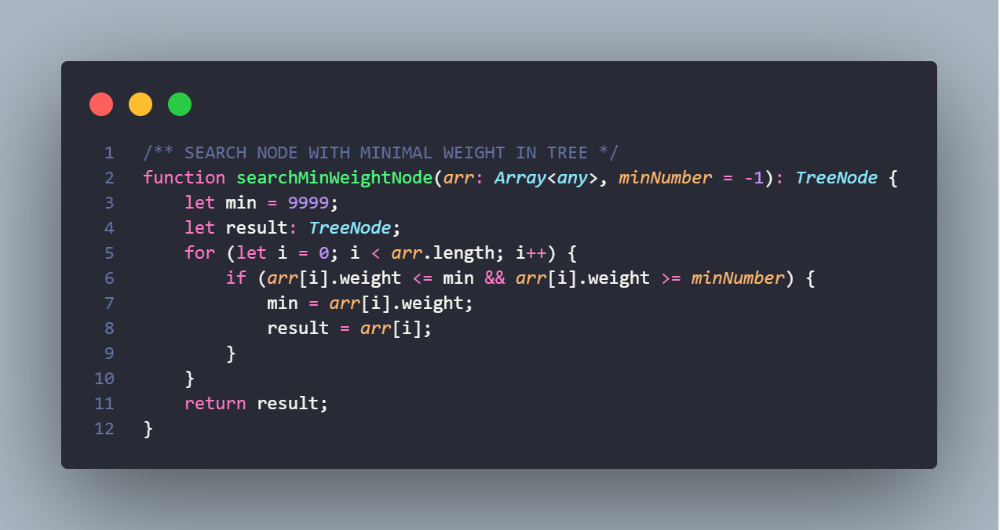 1 /** SEARCH NODE WITH MINIMAL WEIGHT IN TREE */
2 function searchMinWeightNode(arr: Array<any>, minNumber = -1): TreeNode {
3     let min = 9999;
4     let result: TreeNode;
5     for (let i = 0; i < arr.length; i++) {
6         if (arr[i].weight <= min && arr[i].weight >= minNumber) {
7             min = arr[i].weight;
8             result = arr[i];
9         }
10     }
11     return result;
12 }